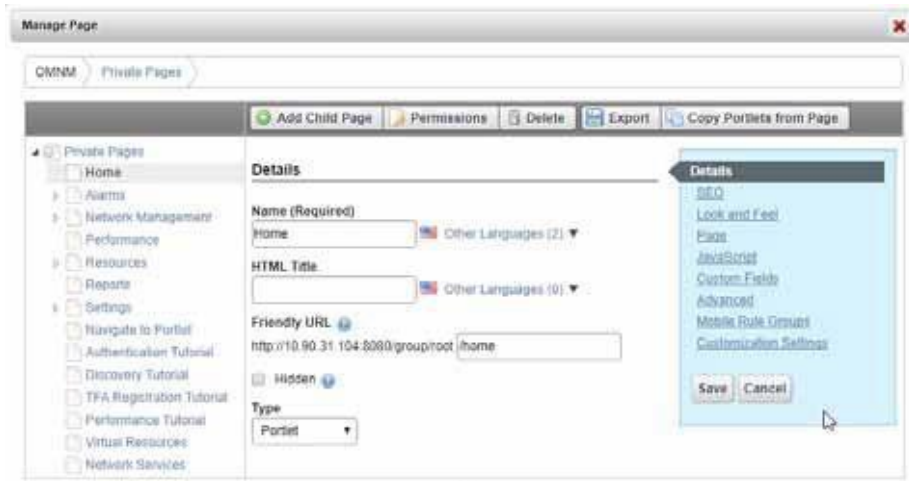 Manage Page
OMNM
Private Pages
Add Child Page
Permissions
Delete
Export
Copy Portlets from Page
Private Pages
Home
Alarms
Network Management
Performance
Resources
Reports
Settings
Navigate to Portlet
Authentication Tutorial
Discovery Tutorial
TFA Registration Tutorial
Performance Tutorial
Virtual Resources
Network Services
Details
Name (Required)
Home
Other Languages (2)
HTML Title
Other Languages (0)
Friendly URL
http://10.90.31.104:8080/group/root /home
Hidden
Type
Portlet
Details
SEO
Look and Feel
Page
JavaScript
Custom Fields
Advanced
Mobile Rule Groups
Customization Settings
Save
Cancel